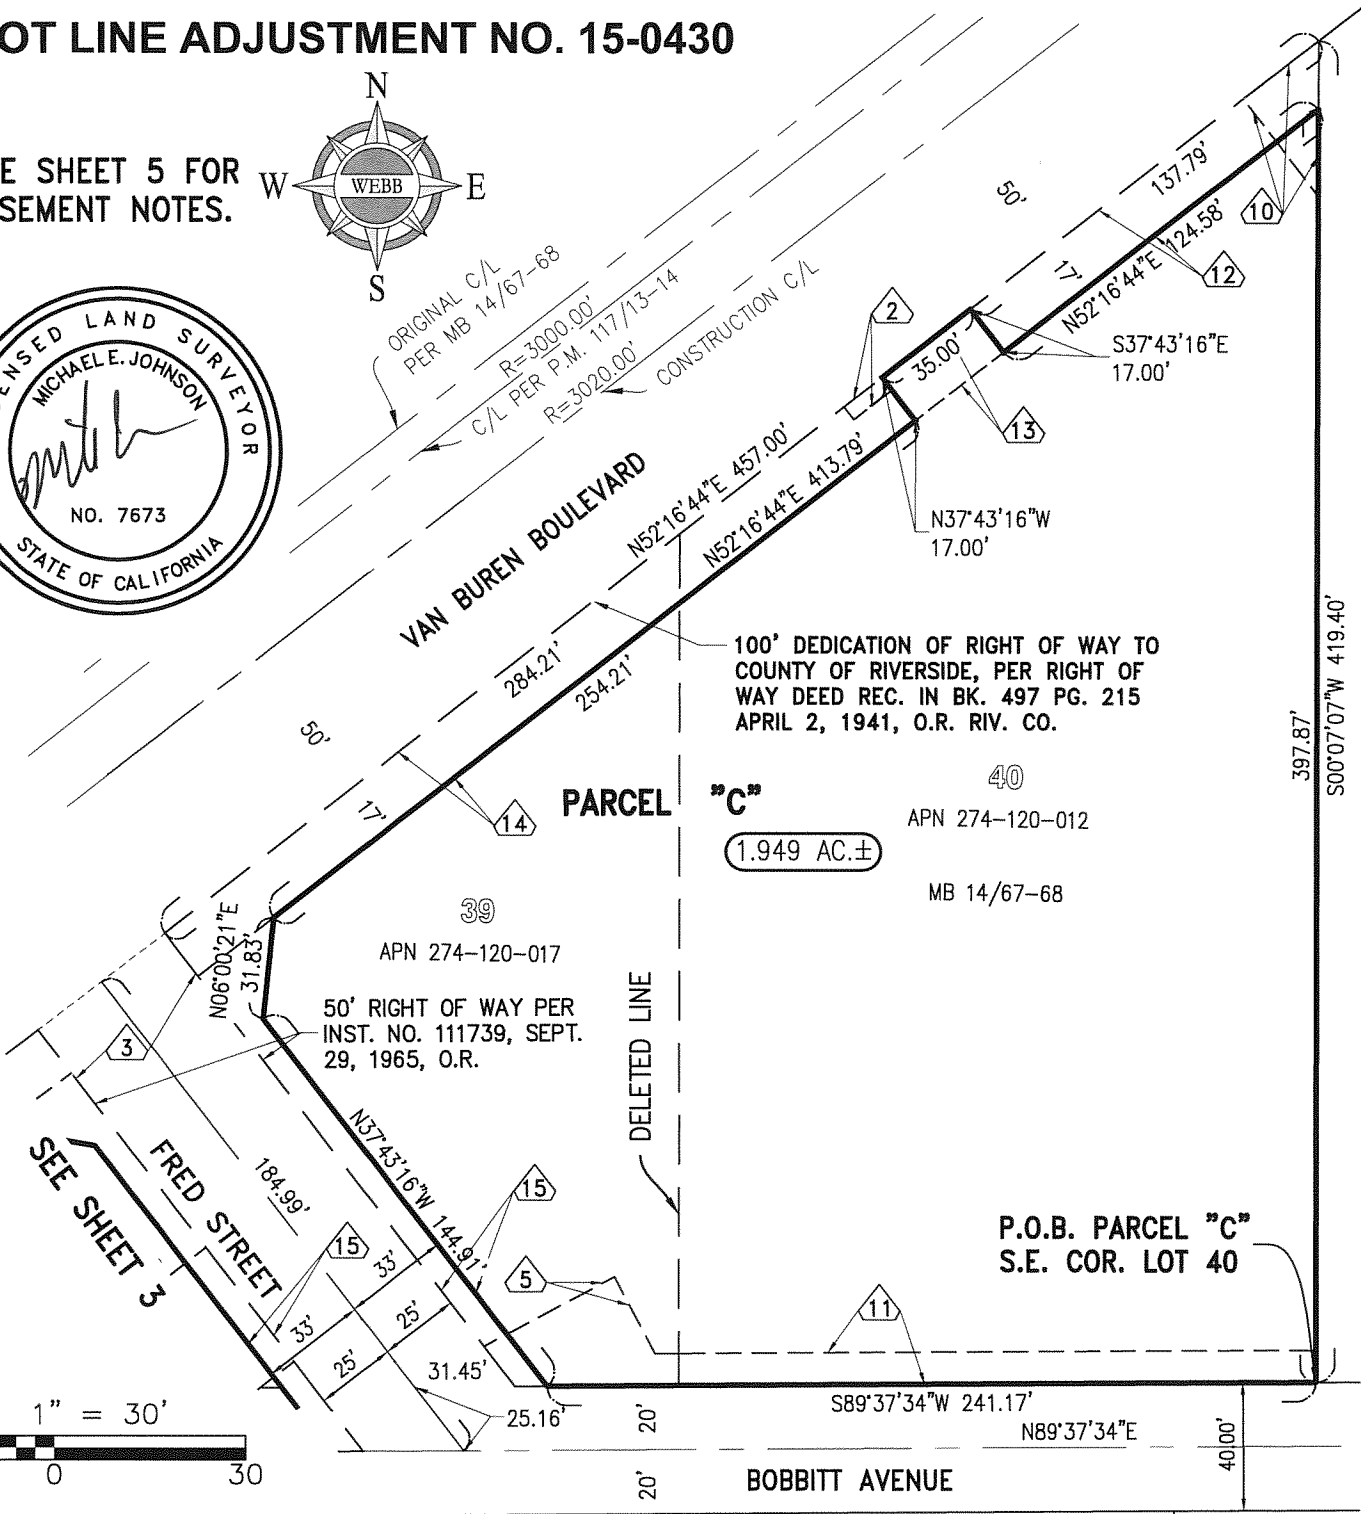 OT LINE ADJUSTMENT NO. 15-0430
N
W
WEBB
E
S
E SHEET 5 FOR
SEMENT NOTES.
ENSED LAND SURVEYOR
MICHAEL E. JOHNSON
NO. 7673
STATE OF CALIFORNIA
ORIGINAL C/L
PER MB 14/67-68
R=3000.00'
C/L PER P.M. 117/13-14
R=3020.00'
CONSTRUCTION C/L
VAN BUREN BOULEVARD
50'
17'
137.79'
N52°16'44"E 124.58'
10
12
2
35.00'
S37°43'16"E
17.00'
13
N37°43'16"W
17.00'
N52°16'44"E 457.00'
N52°16'44"E 413.79'
284.21'
254.21'
100' DEDICATION OF RIGHT OF WAY TO
COUNTY OF RIVERSIDE, PER RIGHT OF
WAY DEED REC. IN BK. 497 PG. 215
APRIL 2, 1941, O.R. RIV. CO.
397.87'
S00°07'07"W 419.40'
50'
17'
14
PARCEL "C"
1.949 AC.±
40
APN 274-120-012
MB 14/67-68
39
APN 274-120-017
N06°00'21"E
31.83'
50' RIGHT OF WAY PER
INST. NO. 111739, SEPT.
29, 1965, O.R.
3
DELETED LINE
N37°43'16"W 144.91'
SEE SHEET 3
FRED STREET
184.99'
15
15
5
33'
33'
25'
25'
31.45'
25.16'
11
P.O.B. PARCEL "C"
S.E. COR. LOT 40
S89°37'34"W 241.17'
N89°37'34"E
20'
20'
40.00'
BOBBITT AVENUE
1" = 30'
0
30